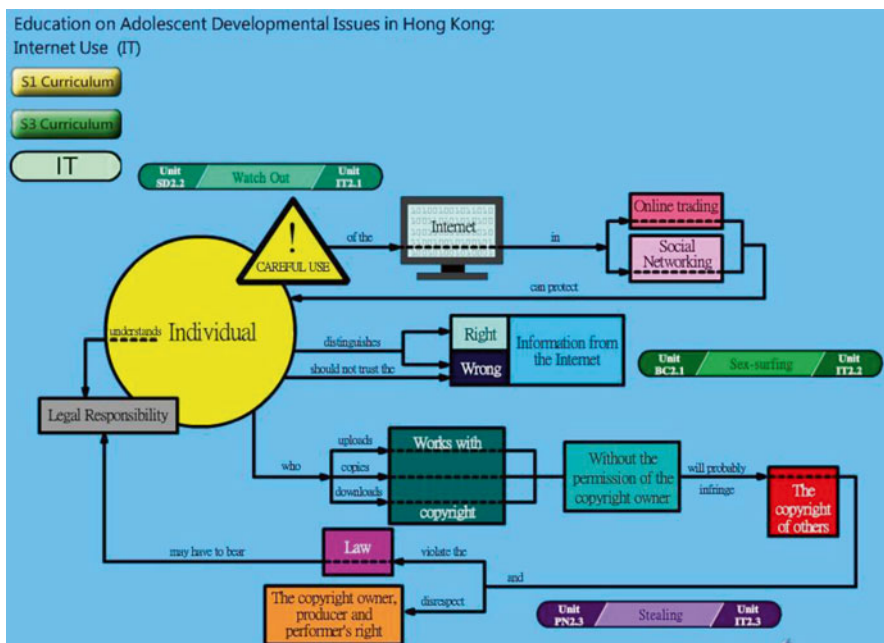 Education on Adolescent Developmental Issues in Hong Kong:
Internet Use (IT)
S1 Curriculum
S3 Curriculum
IT
Unit
SD2.2
Watch Out
Unit
IT2.1
!
CAREFUL USE
of the
Internet
in
Online trading
Social
Networking
can protect
understands
Individual
distinguishes
should not trust the
Right
Wrong
Information from
the Internet
Unit
BC2.1
Sex-surfing
Unit
IT2.2
Legal Responsibility
who
uploads
copies
downloads
Works with
copyright
Without the
permission of the
copyright owner
will probably
infringe
The
copyright
of others
may have to bear
Law
violate the
and
disrespect
The copyright owner,
producer and
performer's right
Unit
PN2.3
Stealing
Unit
IT2.3